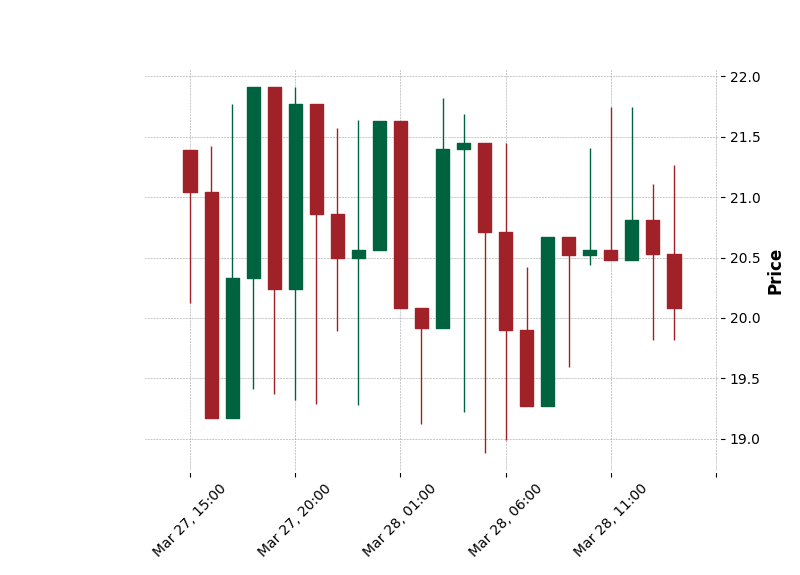 22.0
21.5
21.0
20.5
20.0
19.5
19.0
Price
Mar 27, 15:00
Mar 27, 20:00
Mar 28, 01:00
Mar 28, 06:00
Mar 28, 11:00